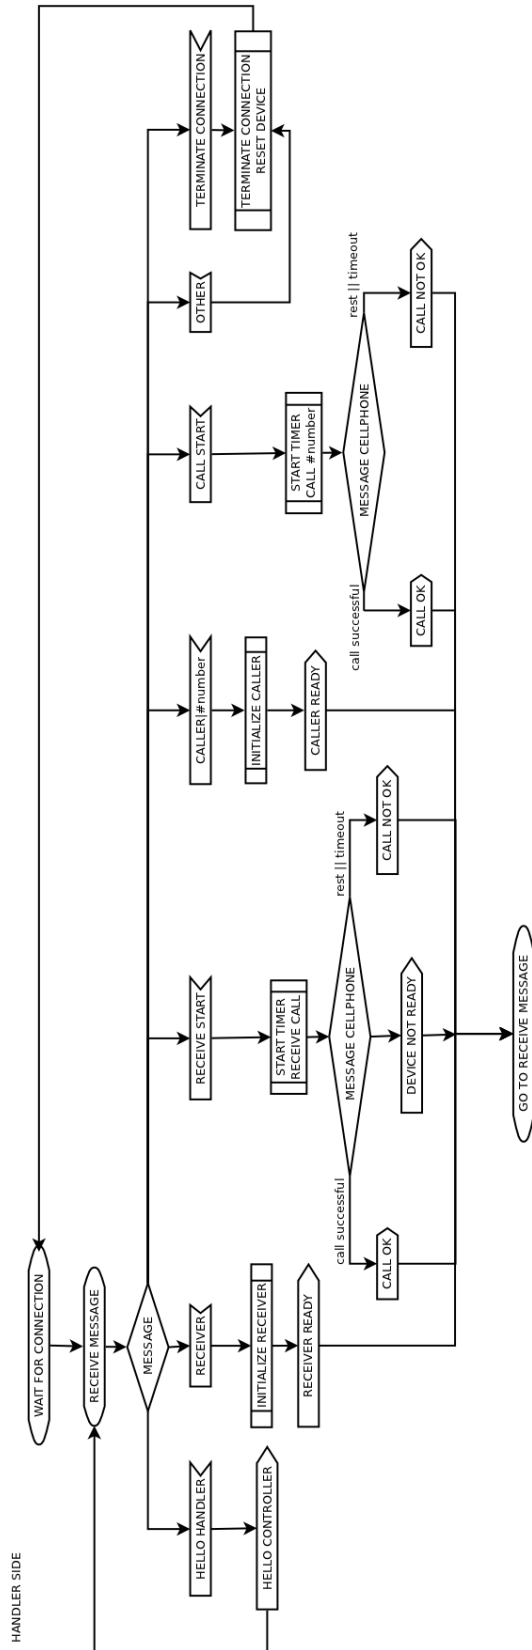 HANDLER SIDE
WAIT FOR CONNECTION
RECEIVE MESSAGE
MESSAGE
HELLO HANDLER
HELLO CONTROLLER
RECEIVER
INITIALIZE RECEIVER
RECEIVER READY
RECEIVE START
START TIMER
RECEIVE CALL
MESSAGE CELLPHONE
call successful
rest || timeout
CALL OK
DEVICE NOT READY
CALL NOT OK
CALLER|#number
INITIALIZE CALLER
CALLER READY
CALL START
START TIMER
CALL #number
MESSAGE CELLPHONE
call successful
rest || timeout
CALL OK
CALL NOT OK
OTHER
TERMINATE CONNECTION
TERMINATE CONNECTION
RESET DEVICE
GO TO RECEIVE MESSAGE